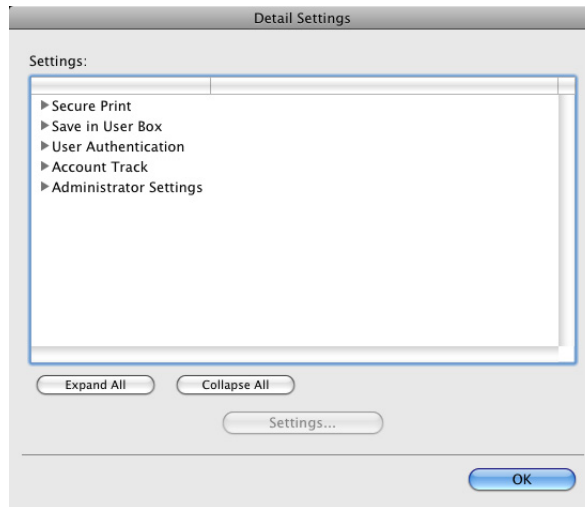 Detail Settings
Settings:
Secure Print
Save in User Box
User Authentication
Account Track
Administrator Settings
Expand All Collapse All
Settings...
OK